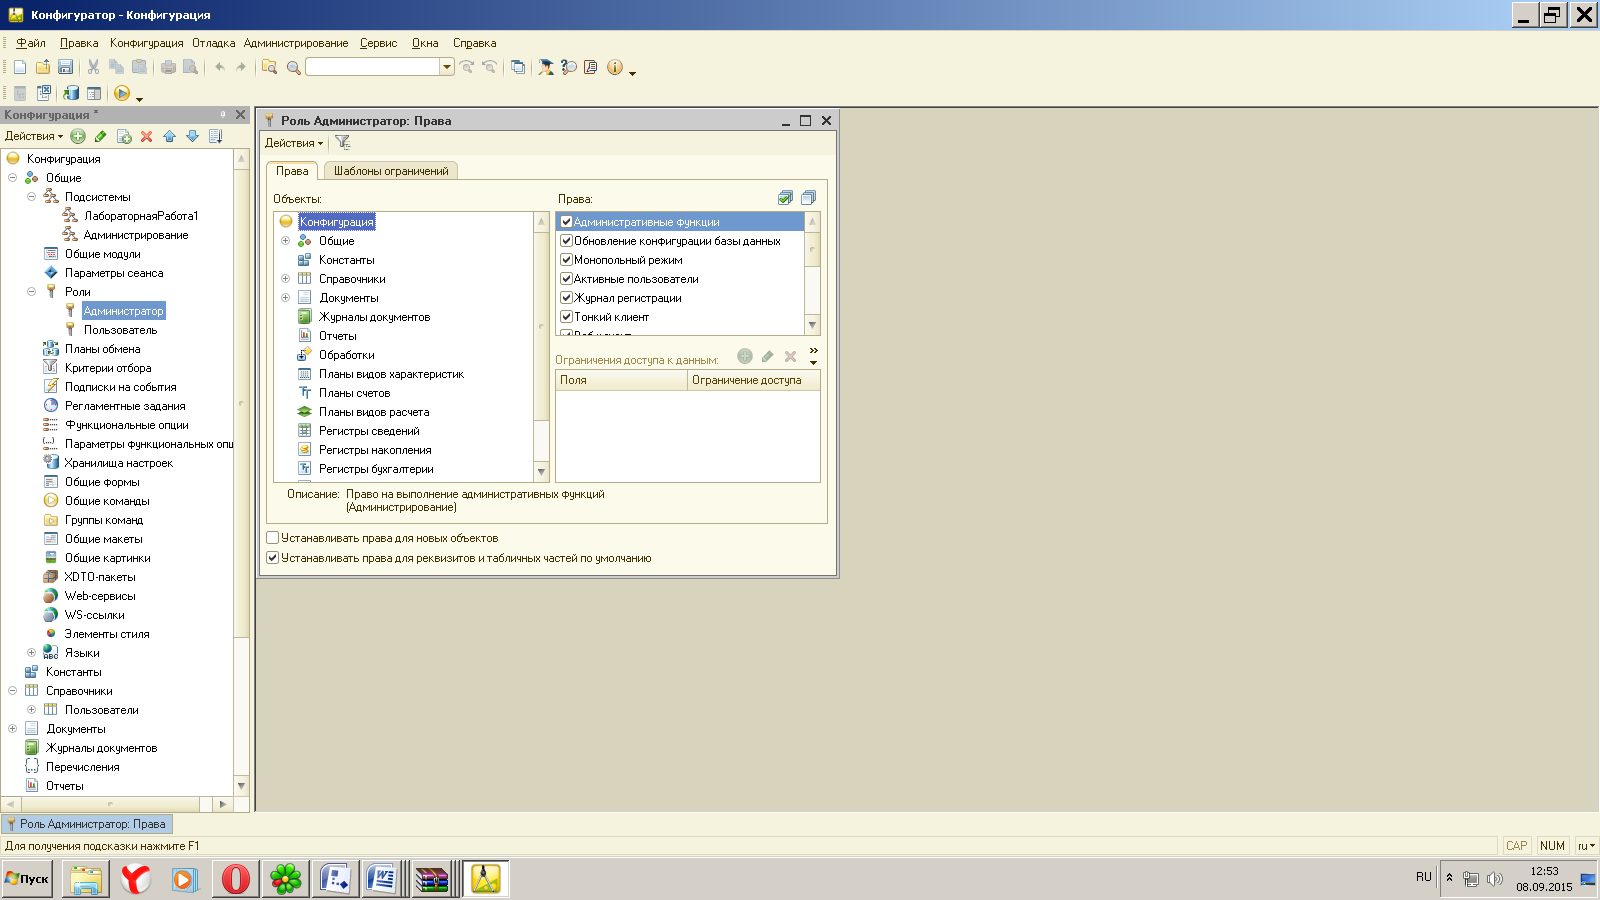 Конфигуратор - Конфигурация
Файл Правка Конфигурация Отладка Администрирование Сервис Окна Справка
Конфигурация *
Действия
Конфигурация
Общие
Подсистемы
ЛабораторнаяРабота1
Администрирование
Общие модули
Параметры сеанса
Роли
Администратор
Пользователь
Планы обмена
Критерии отбора
Подписки на события
Регламентные задания
Функциональные опции
Параметры функциональных опц
Хранилища настроек
Общие формы
Общие команды
Группы команд
Общие макеты
Общие картинки
XDTO-пакеты
Web-сервисы
WS-ссылки
Элементы стиля
Языки
Константы
Справочники
Пользователи
Документы
Журналы документов
Перечисления
Отчеты
Роль Администратор: Права
Действия
Права Шаблоны ограничений
Объекты:
Конфигурация
Общие
Константы
Справочники
Документы
Журналы документов
Отчеты
Обработки
Планы видов характеристик
Планы счетов
Планы видов расчета
Регистры сведений
Регистры накопления
Регистры бухгалтерии
Права:
Административные функции
Обновление конфигурации базы данных
Монопольный режим
Активные пользователи
Журнал регистрации
Тонкий клиент
Ограничения доступа к данным:
Поля Ограничение доступа
Описание: Право на выполнение административных функций
(Администрирование)
Устанавливать права для новых объектов
Устанавливать права для реквизитов и табличных частей по умолчанию
Роль Администратор: Права
Для получения подсказки нажмите F1
CAP NUM ru
Пуск
RU
12:53
08.09.2015